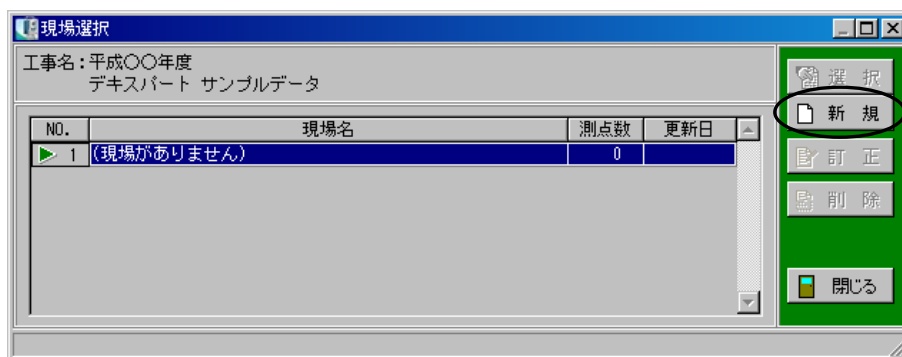 現場選択
工事名:平成〇〇年度
デキスパート サンプルデータ
NO. 現場名 測点数 更新日
1 (現場がありません) 0
選 択
新 規
訂 正
削 除
閉じる